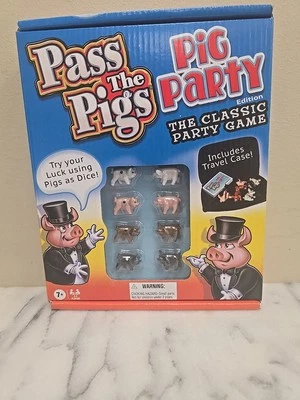 Pass
The
Pigs
PIG
PARTY
Edition
THE CLASSIC
PARTY GAME
Try your
Luck using
Pigs as Dice!
Includes
Travel Case!
WARNING:
7+